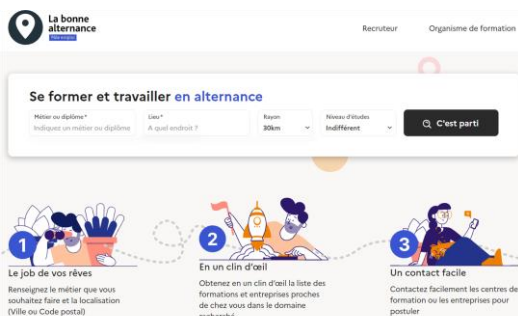 La bonne
alternance
Pôle emploi
Recruteur
Organisme de formation
Se former et travailler en alternance
Métier ou diplôme*
Indiquez un métier ou diplôme
Lieu*
A quel endroit ?
Rayon
30km
Niveau d'études
Indifférent
C'est parti
1
Le job de vos rêves
Renseignez le métier que vous
souhaitez faire et la localisation
(Ville ou Code postal)
2
En un clin d'œil
Obtenez en un clin d'œil la liste des
formations et entreprises proches
de chez vous dans le domaine
recherché
3
Un contact facile
Contactez facilement les centres de
formation ou les entreprises pour
postuler